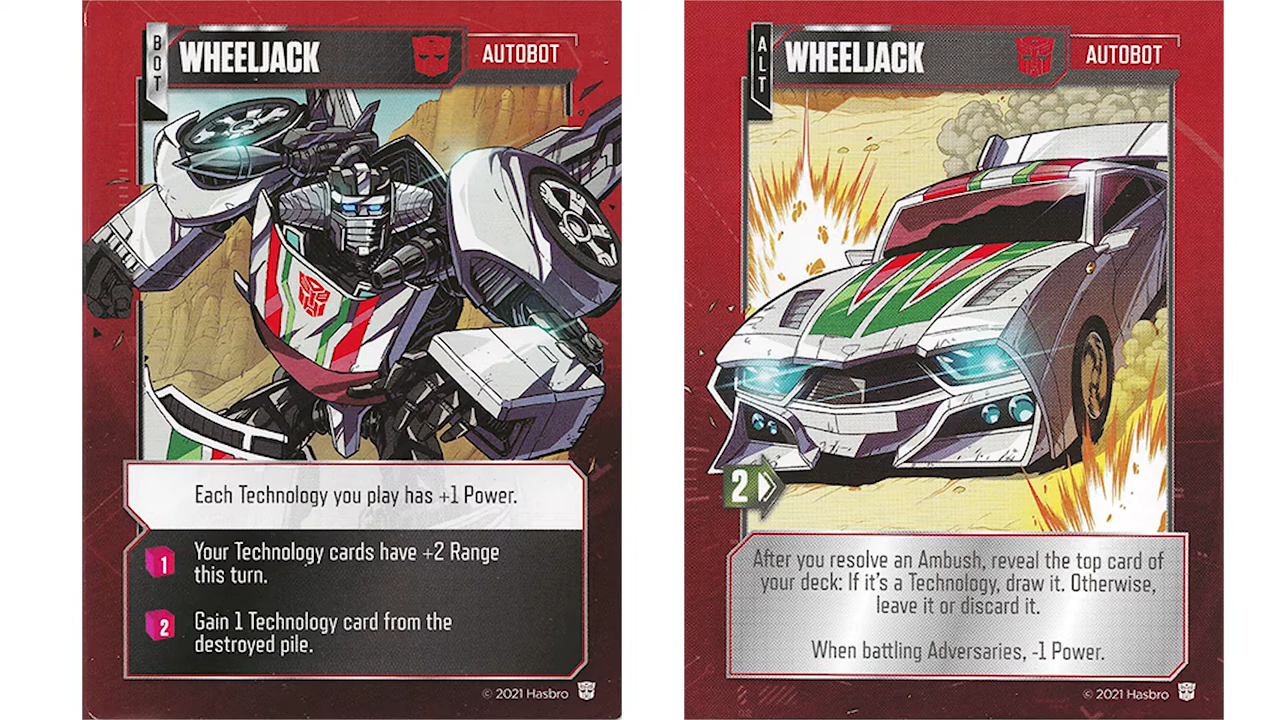 BOT
WHEELJACK
AUTOBOT
Each Technology you play has +1 Power.
1
Your Technology cards have +2 Range
this turn.
2
Gain 1 Technology card from the
destroyed pile.
© 2021 Hasbro
ALT
WHEELJACK
AUTOBOT
2
After you resolve an Ambush, reveal the top card of
your deck: If it's a Technology, draw it. Otherwise,
leave it or discard it.
When battling Adversaries, -1 Power.
© 2021 Hasbro